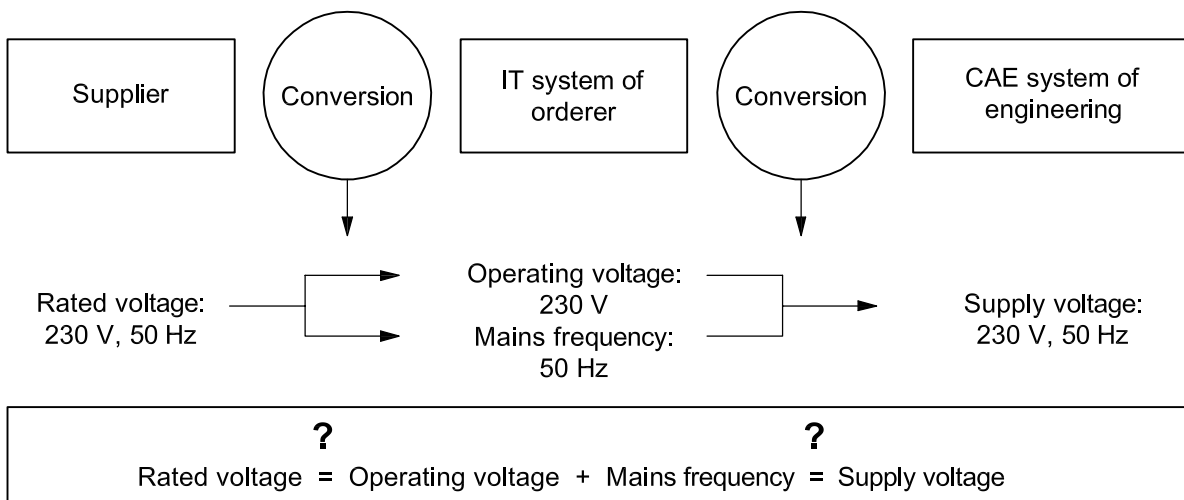 Supplier
Conversion
IT system of
orderer
Conversion
CAE system of
engineering
Rated voltage:
230 V, 50 Hz
Operating voltage:
230 V
Mains frequency:
50 Hz
Supply voltage:
230 V, 50 Hz
? ?
Rated voltage = Operating voltage + Mains frequency = Supply voltage